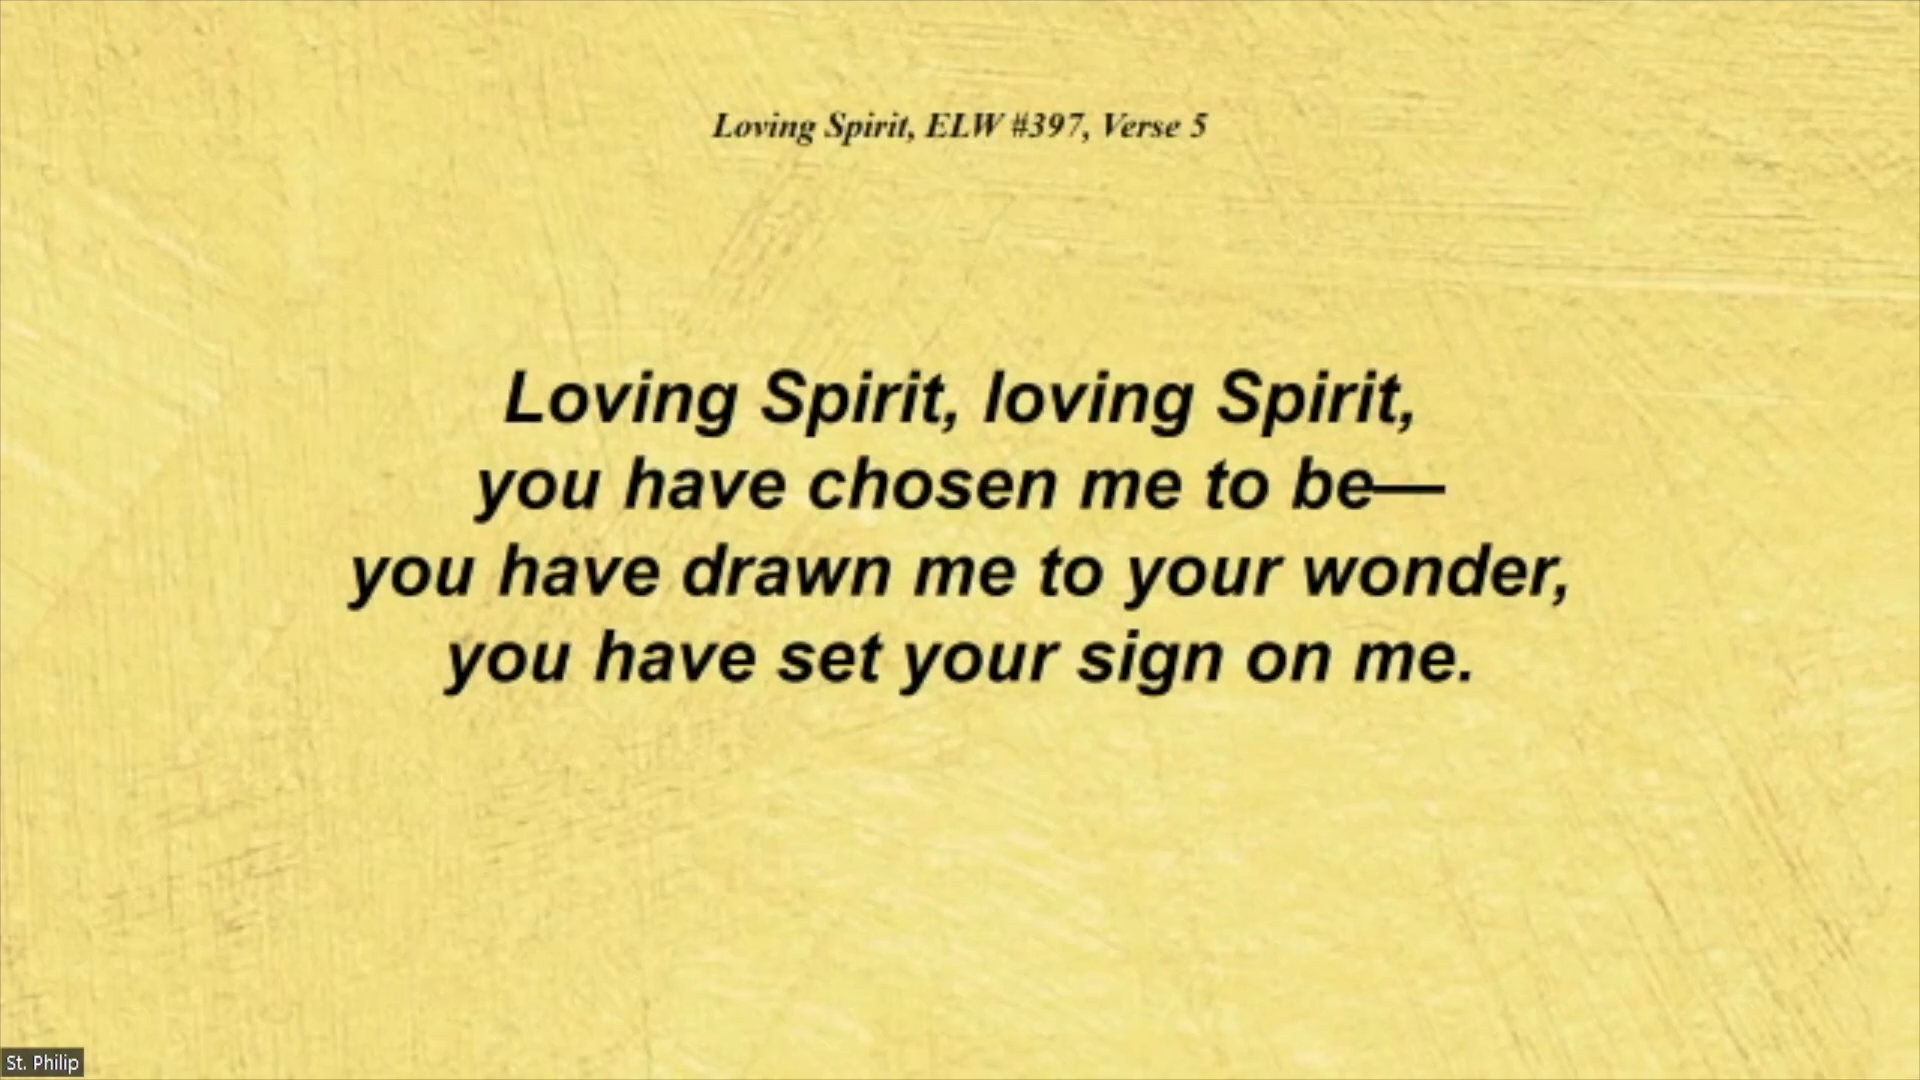 Loving Spirit, ELW #397, Verse 5
Loving Spirit, loving Spirit,
you have chosen me to be—
you have drawn me to your wonder,
you have set your sign on me.
St. Philip